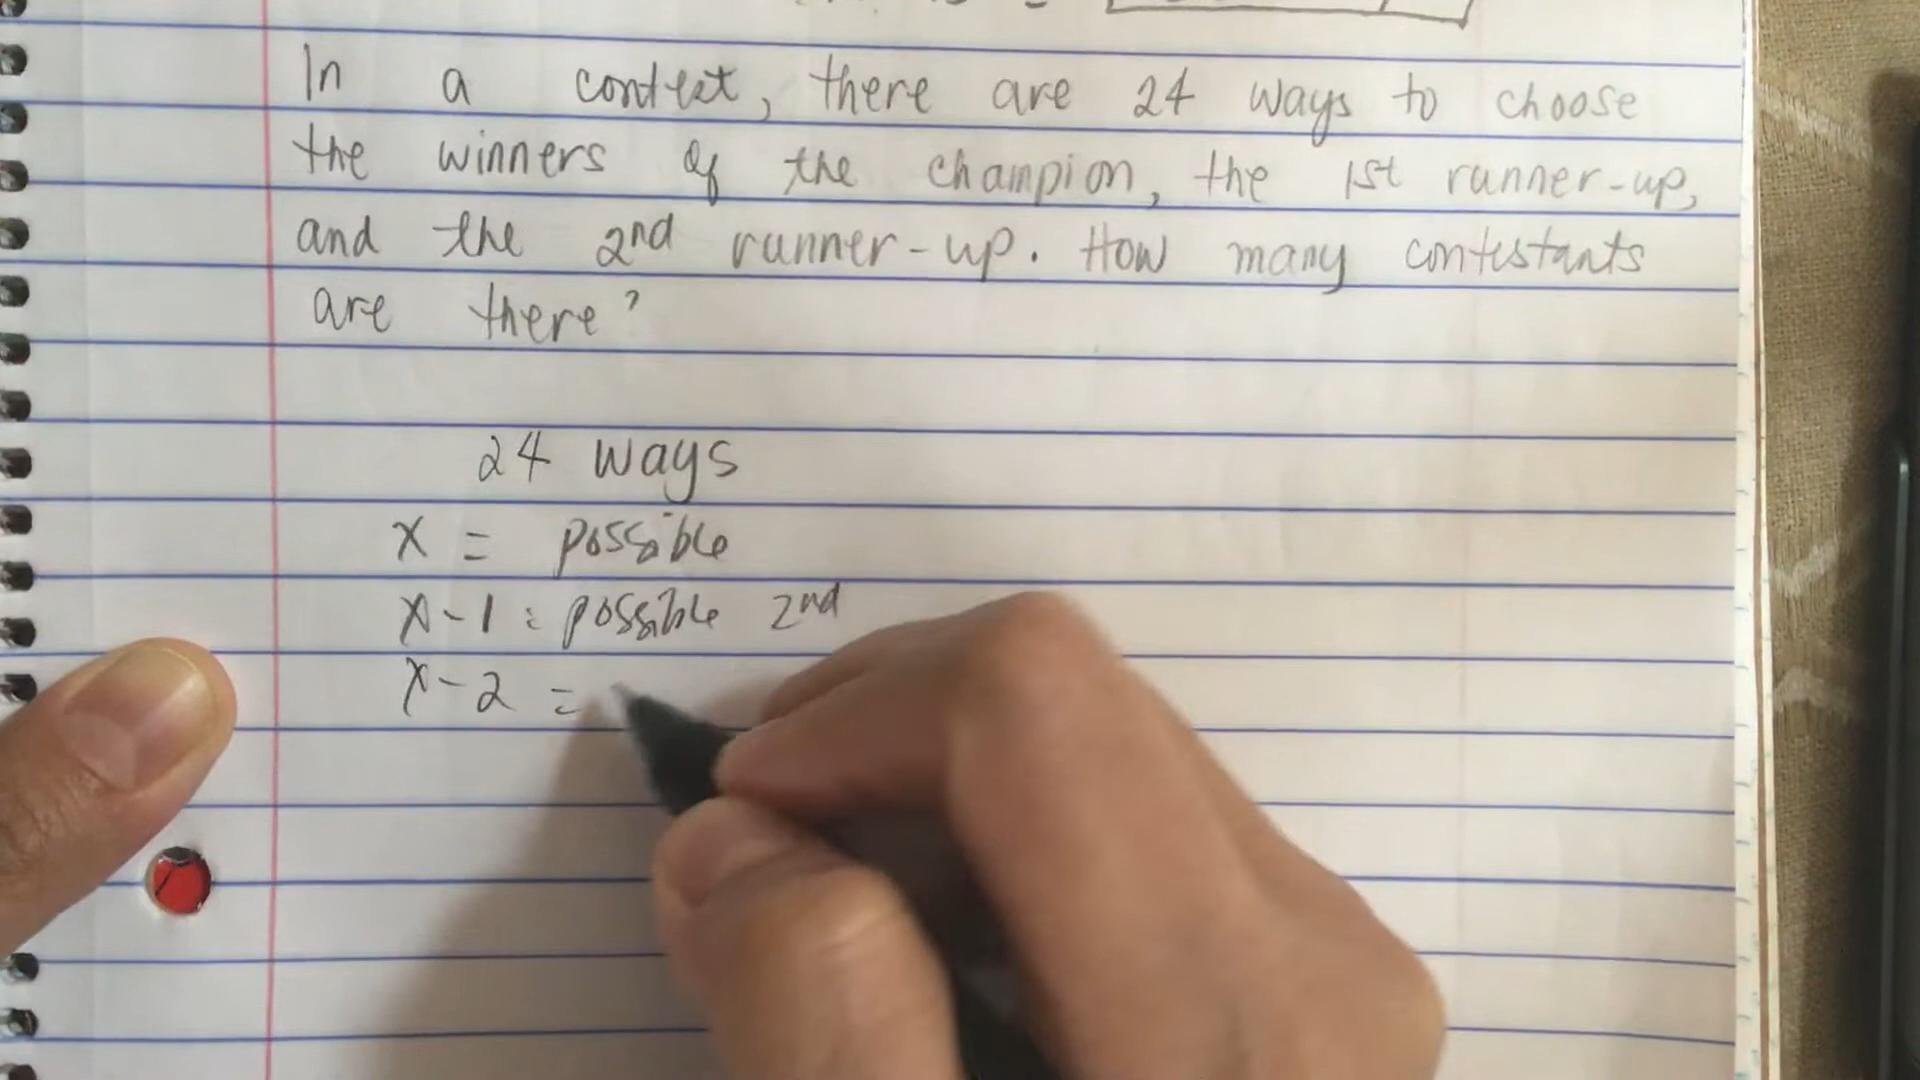 In a contest, there are 24 ways to choose
the winners of the champion, the 1st runner-up,
and the 2nd runner-up. How many contestants
are there?
24 ways
x = possible
x-1 = possible 2nd
x-2 =